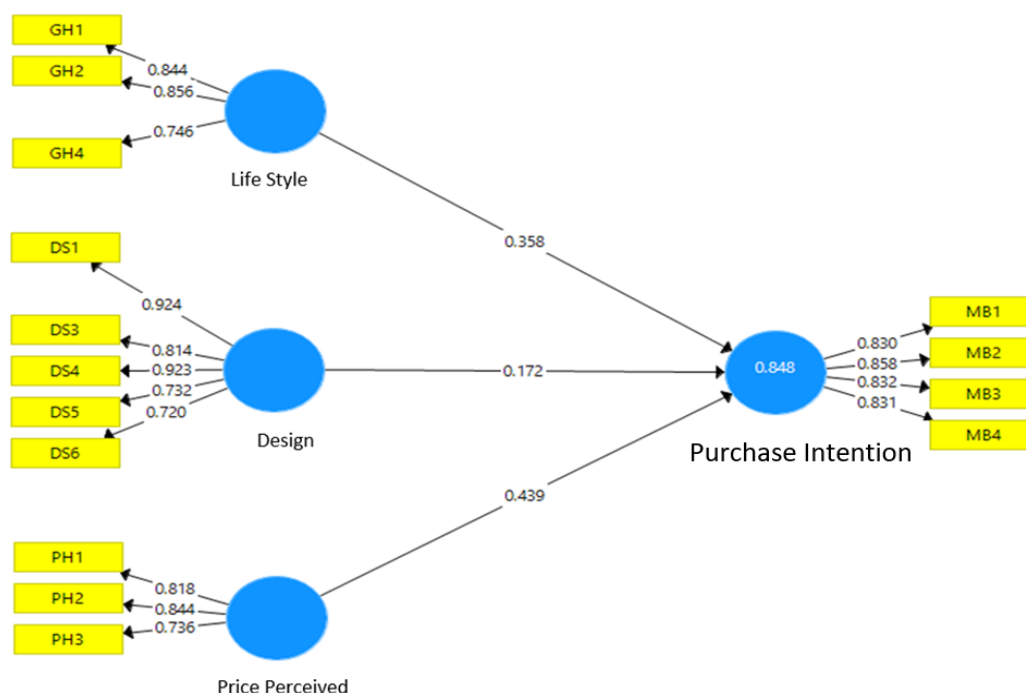 GH1
0.844
GH2
0.856
0.746
GH4
Life Style
0.358
DS1
0.924
DS3
0.814
DS4
0.923
0.732
DS5
0.720
DS6
Design
0.172
0.848
Purchase Intention
MB1
0.830
MB2
0.858
0.832
MB3
0.831
MB4
0.439
PH1
0.818
PH2
0.844
0.736
PH3
Price Perceived